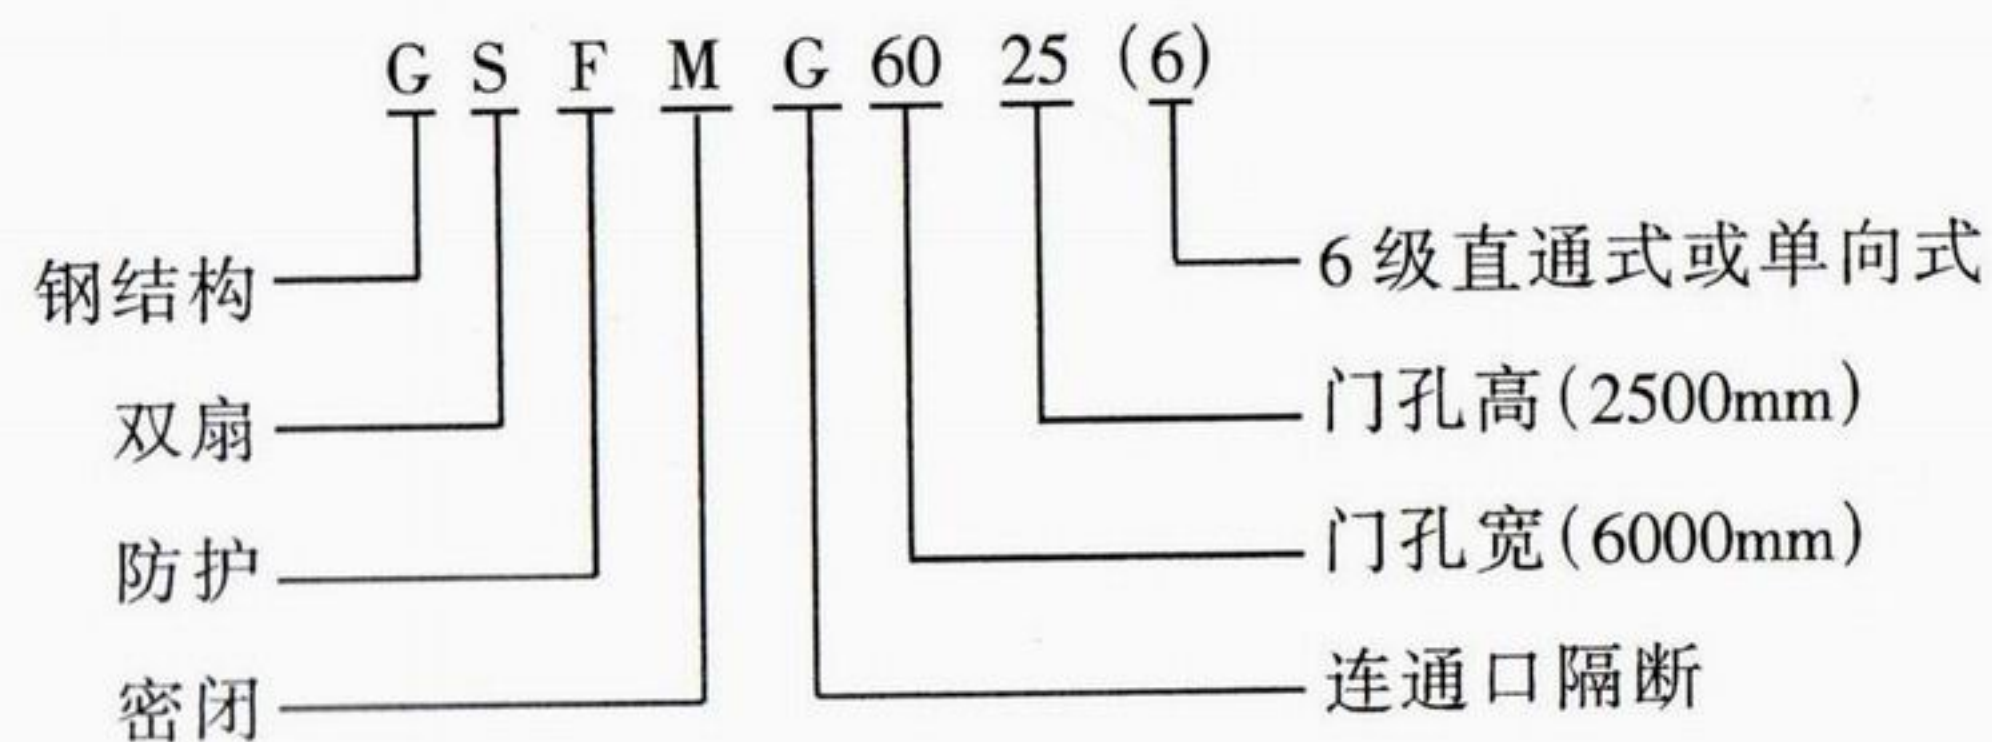 G S F M G 60 25 (6)
钢结构
双扇
防护
密闭
6级直通式或单向式
门孔高(2500mm)
门孔宽(6000mm)
连通口隔断